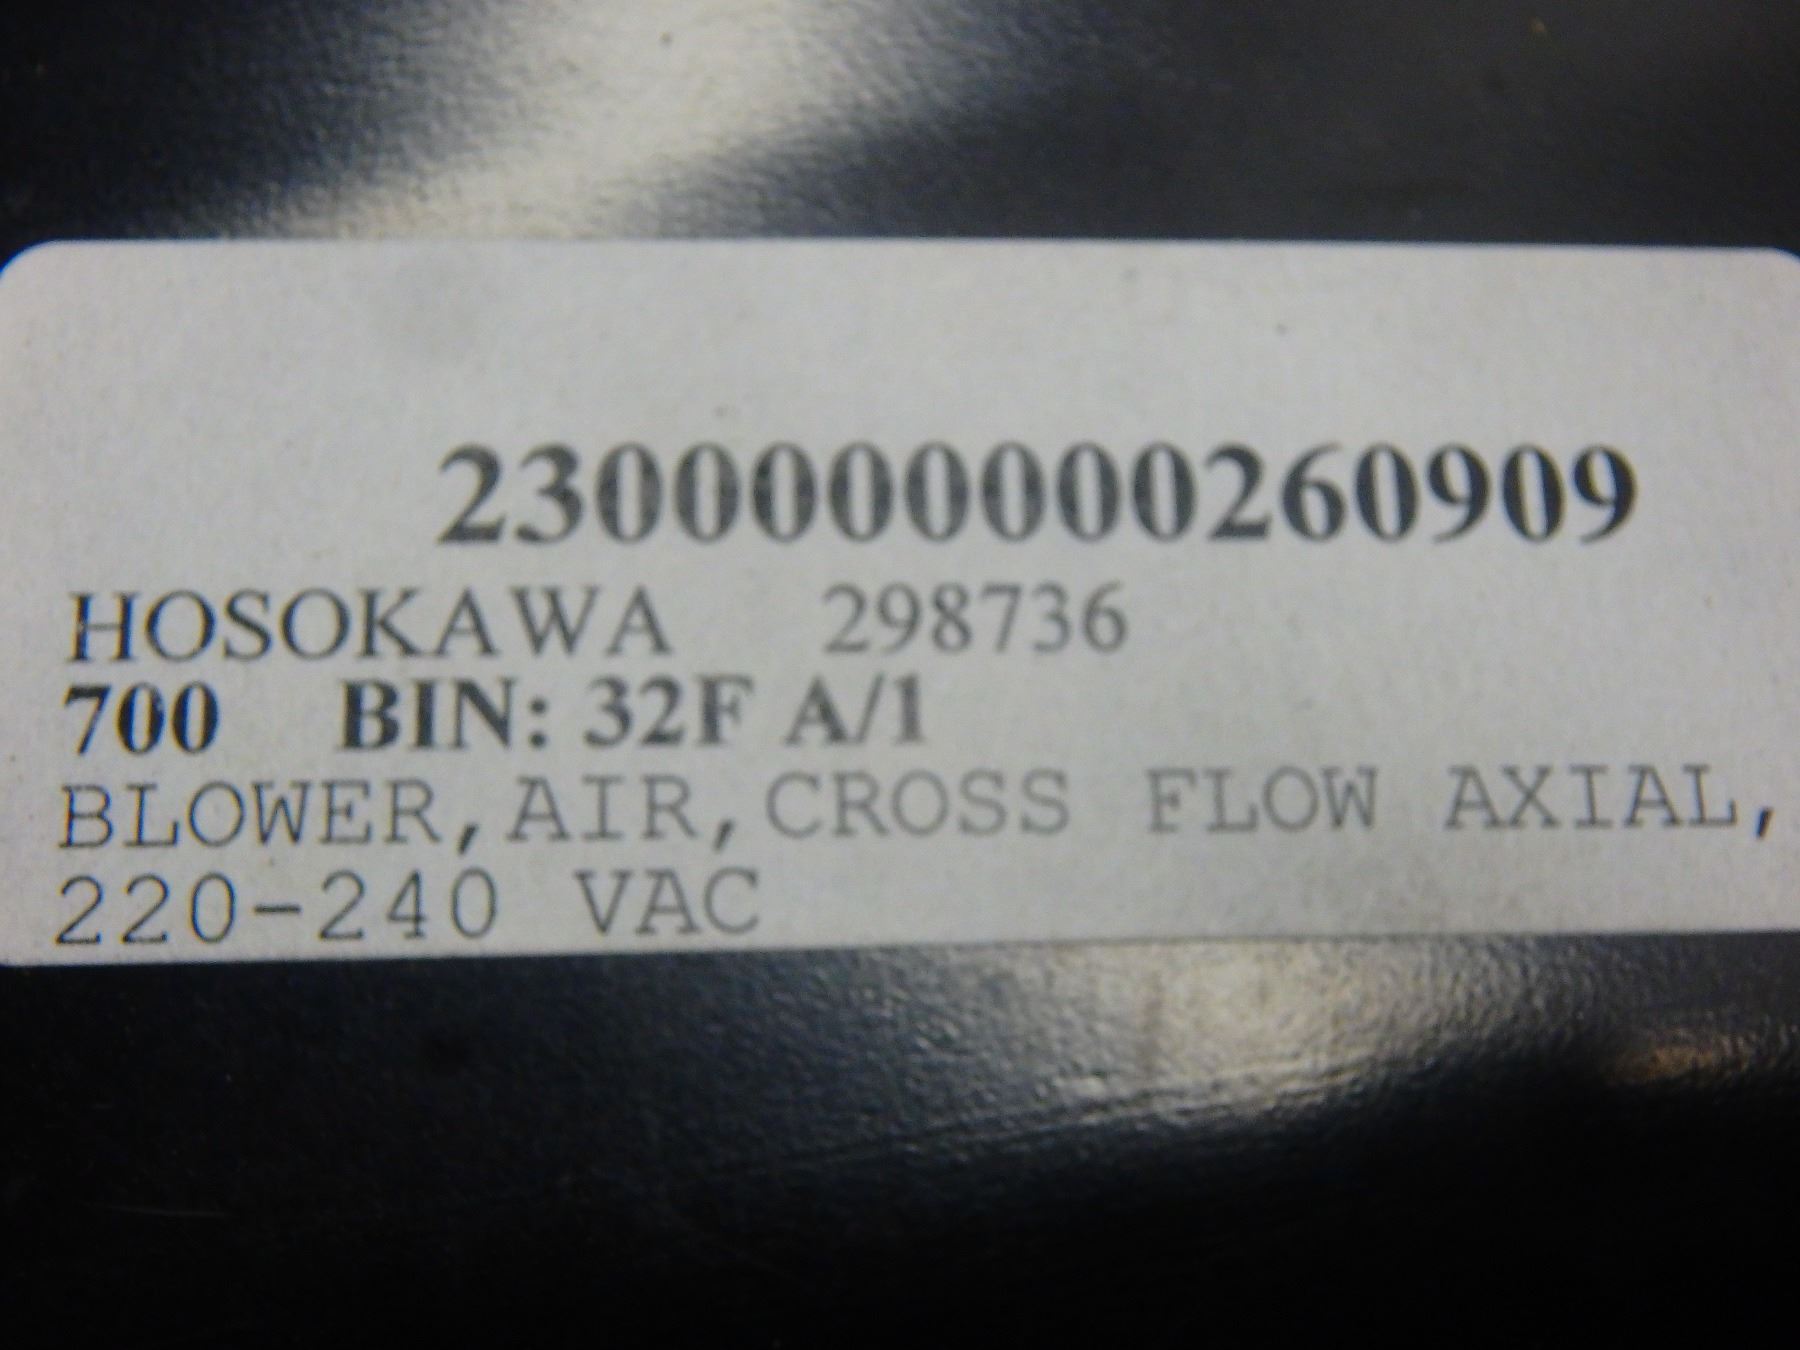 2300000000260909
HOSOKAWA 298736
700 BIN: 32F A/1
BLOWER,AIR,CROSS FLOW AXIAL,
220-240 VAC